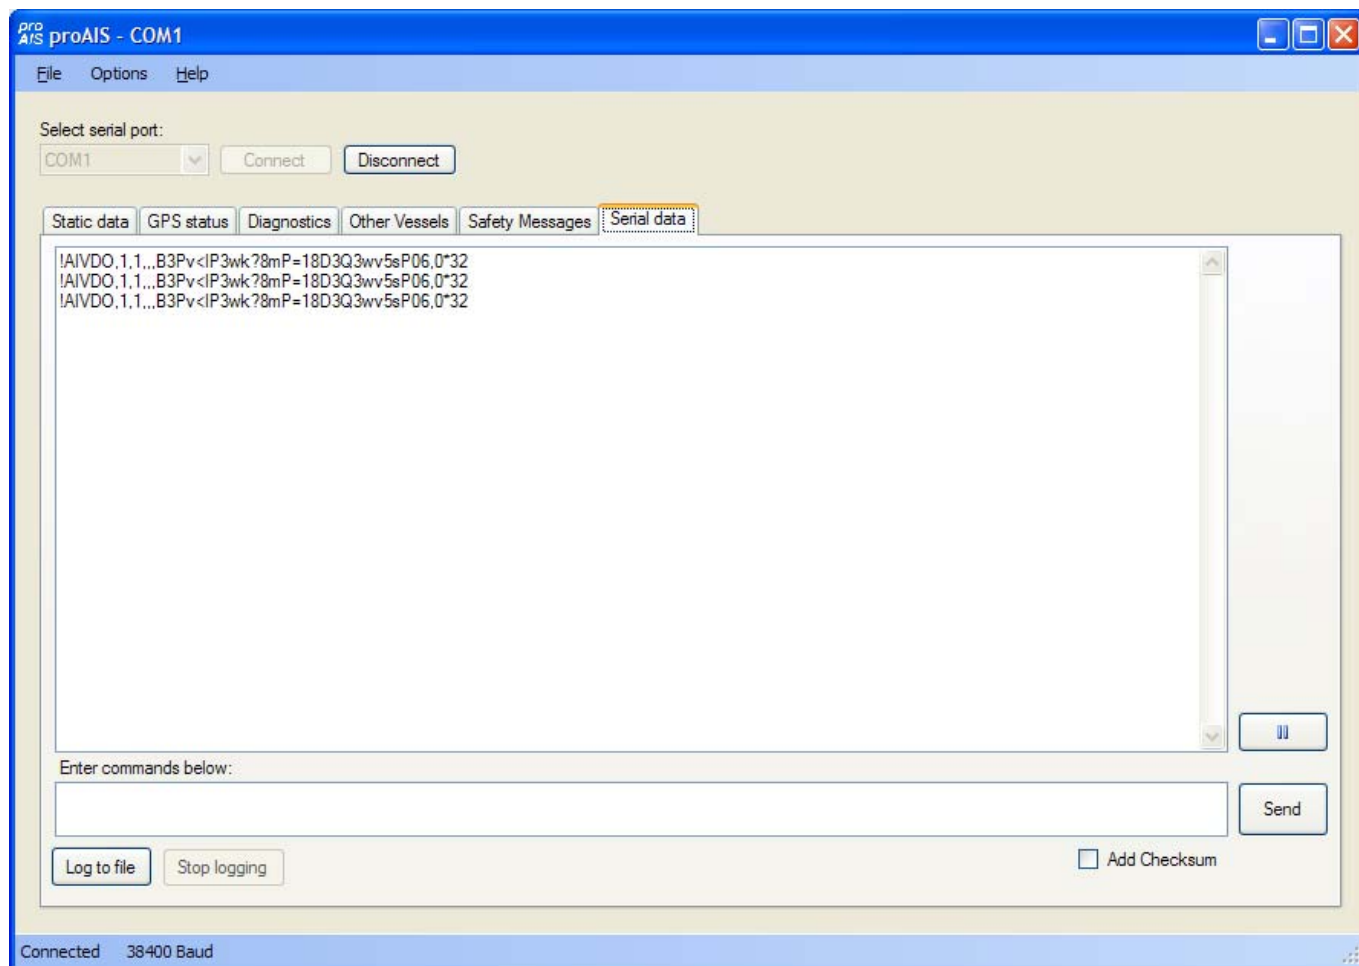 pro AIS proAIS - COM1
File Options Help
Select serial port:
COM1 Connect Disconnect
Static data GPS status Diagnostics Other Vessels Safety Messages Serial data
!AIVDO,1,1,,,B3Pv<IP3wk?8mP=18D3Q3wv5sP06,0*32
!AIVDO,1,1,,,B3Pv<IP3wk?8mP=18D3Q3wv5sP06,0*32
!AIVDO,1,1,,,B3Pv<IP3wk?8mP=18D3Q3wv5sP06,0*32
Enter commands below:
Send
Log to file Stop logging Add Checksum
Connected 38400 Baud